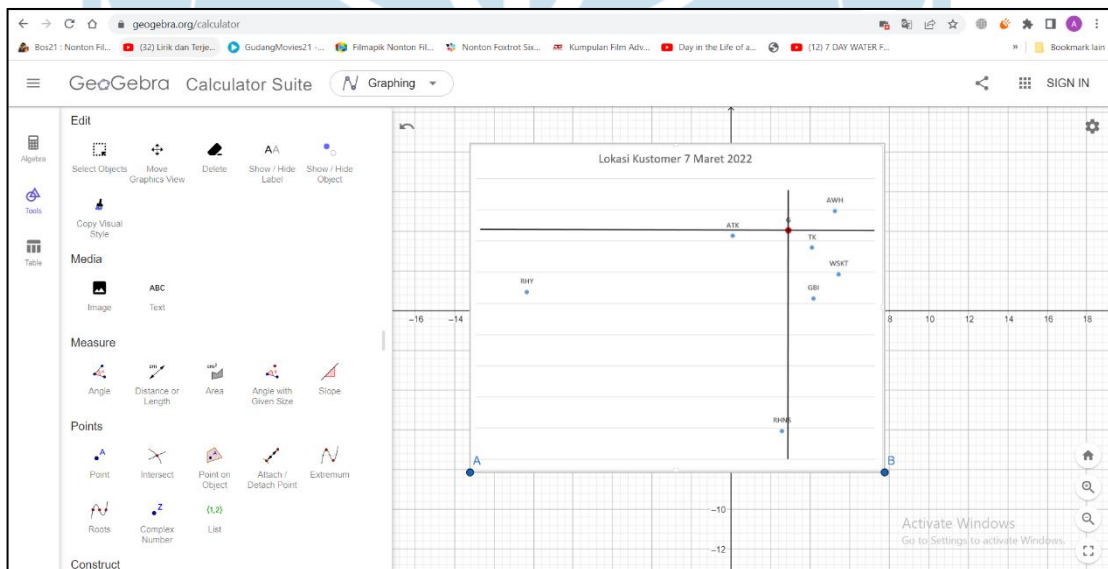 geogebra.org/calculator
A
Bos21 : Nonton Fil...
(32) Lirik dan Terje...
GudangMovies21 -...
Filmapik Nonton Fil...
Nonton Foxtrot Six...
Kumpulan Film Adv...
Day in the Life of a...
(12) 7 DAY WATER F...
»
Bookmark lain
GeoGebra Calculator Suite
Graphing
SIGN IN
Algebra
Tools
Table
Edit
Select Objects
Move Graphics View
Delete
AA
Show / Hide Label
Show / Hide Object
Copy Visual Style
Media
Image
ABC
Text
Measure
Angle
cm
Distance or Length
cm²
Area
Angle with Given Size
Slope
Points
A
Point
Intersect
Point on Object
Attach / Detach Point
Extremum
Roots
Z
Complex Number
{1,2}
List
Construct
Lokasi Kustomer 7 Maret 2022
AWH
ATK
G
TK
WSKT
RHY
GBI
RHNS
A
B
−16
−14
8
10
12
14
16
18
−10
−12
Activate Windows
Go to Settings to activate Windows.